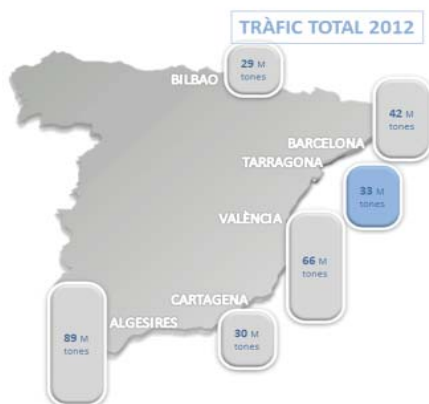 TRÀFIC TOTAL 2012
29 M
tones
BILBAO
42 M
tones
BARCELONA
TARRAGONA
33 M
tones
VALÈNCIA
66 M
tones
CARTAGENA
ALGESIRES
30 M
tones
89 M
tones